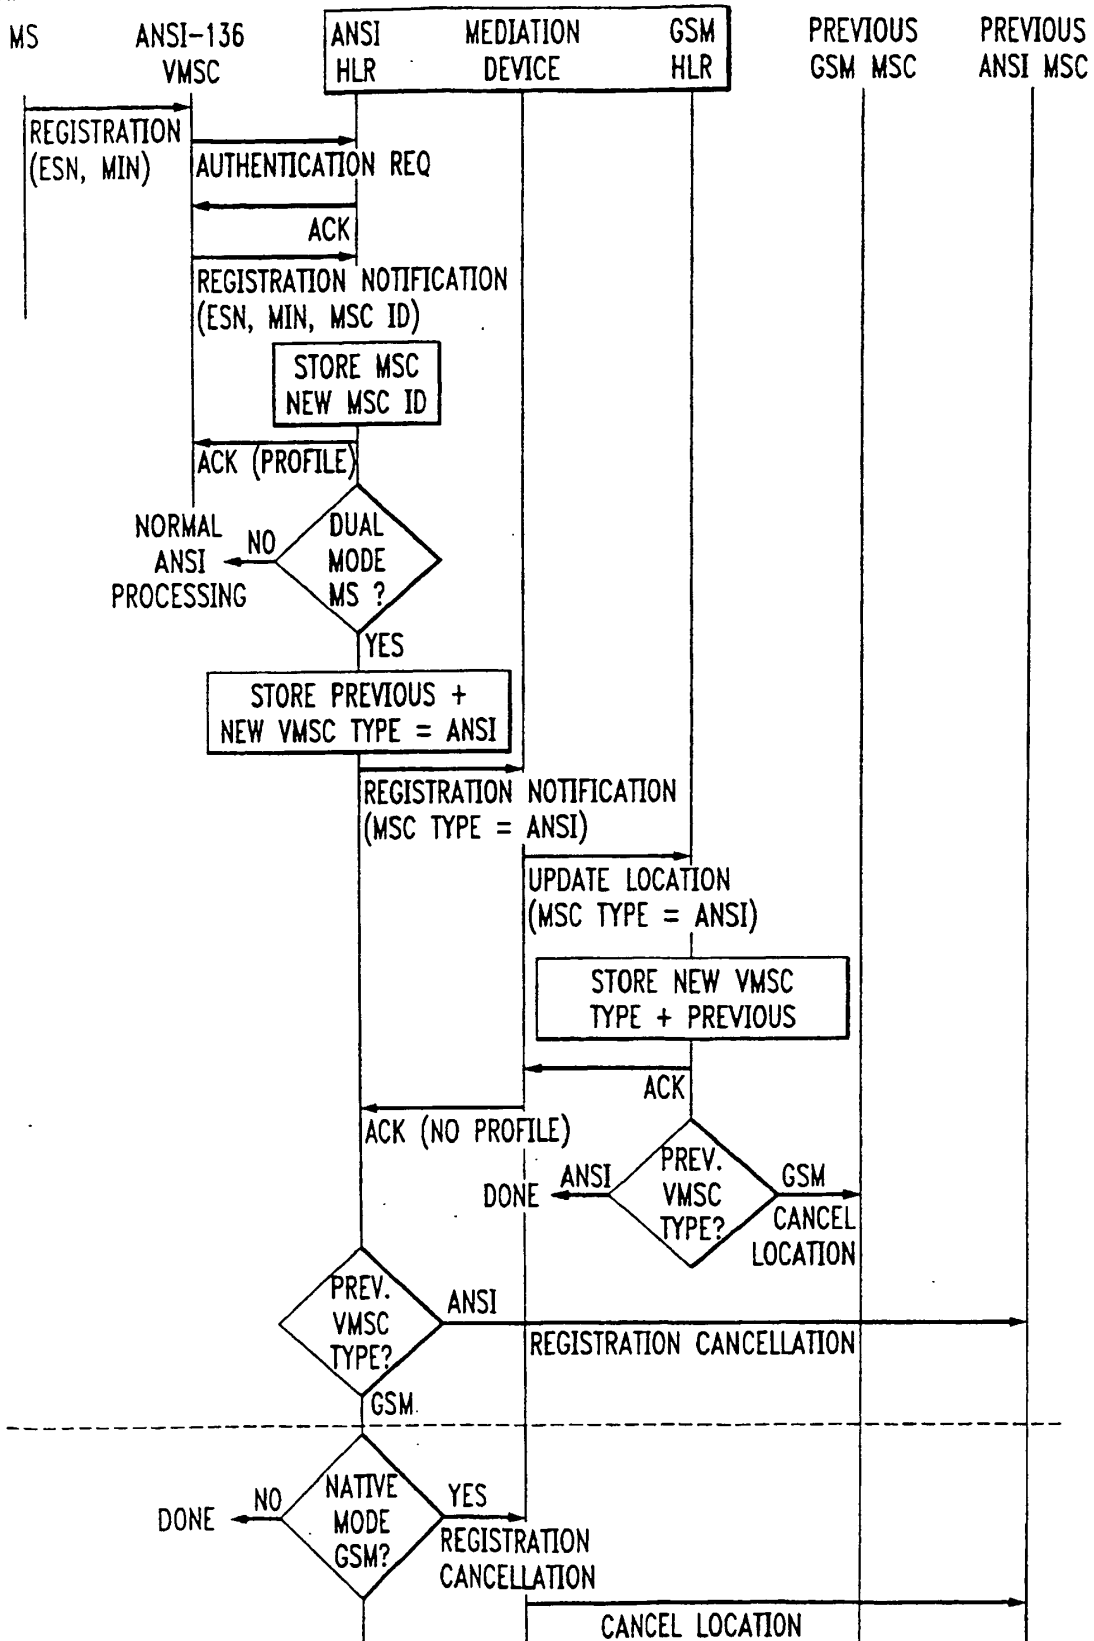 MS
ANSI-136
VMSC
ANSI
HLR
MEDIATION
DEVICE
GSM
HLR
PREVIOUS
GSM MSC
PREVIOUS
ANSI MSC
REGISTRATION
(ESN, MIN)
AUTHENTICATION REQ
ACK
REGISTRATION NOTIFICATION
(ESN, MIN, MSC ID)
STORE MSC
NEW MSC ID
ACK (PROFILE)
DUAL
MODE
MS ?
NO
NORMAL
ANSI
PROCESSING
YES
STORE PREVIOUS +
NEW VMSC TYPE = ANSI
REGISTRATION NOTIFICATION
(MSC TYPE = ANSI)
UPDATE LOCATION
(MSC TYPE = ANSI)
STORE NEW VMSC
TYPE + PREVIOUS
ACK
ACK (NO PROFILE)
PREV.
VMSC
TYPE?
ANSI
DONE
GSM
CANCEL
LOCATION
PREV.
VMSC
TYPE?
ANSI
REGISTRATION CANCELLATION
GSM
NATIVE
MODE
GSM?
NO
DONE
YES
REGISTRATION
CANCELLATION
CANCEL LOCATION